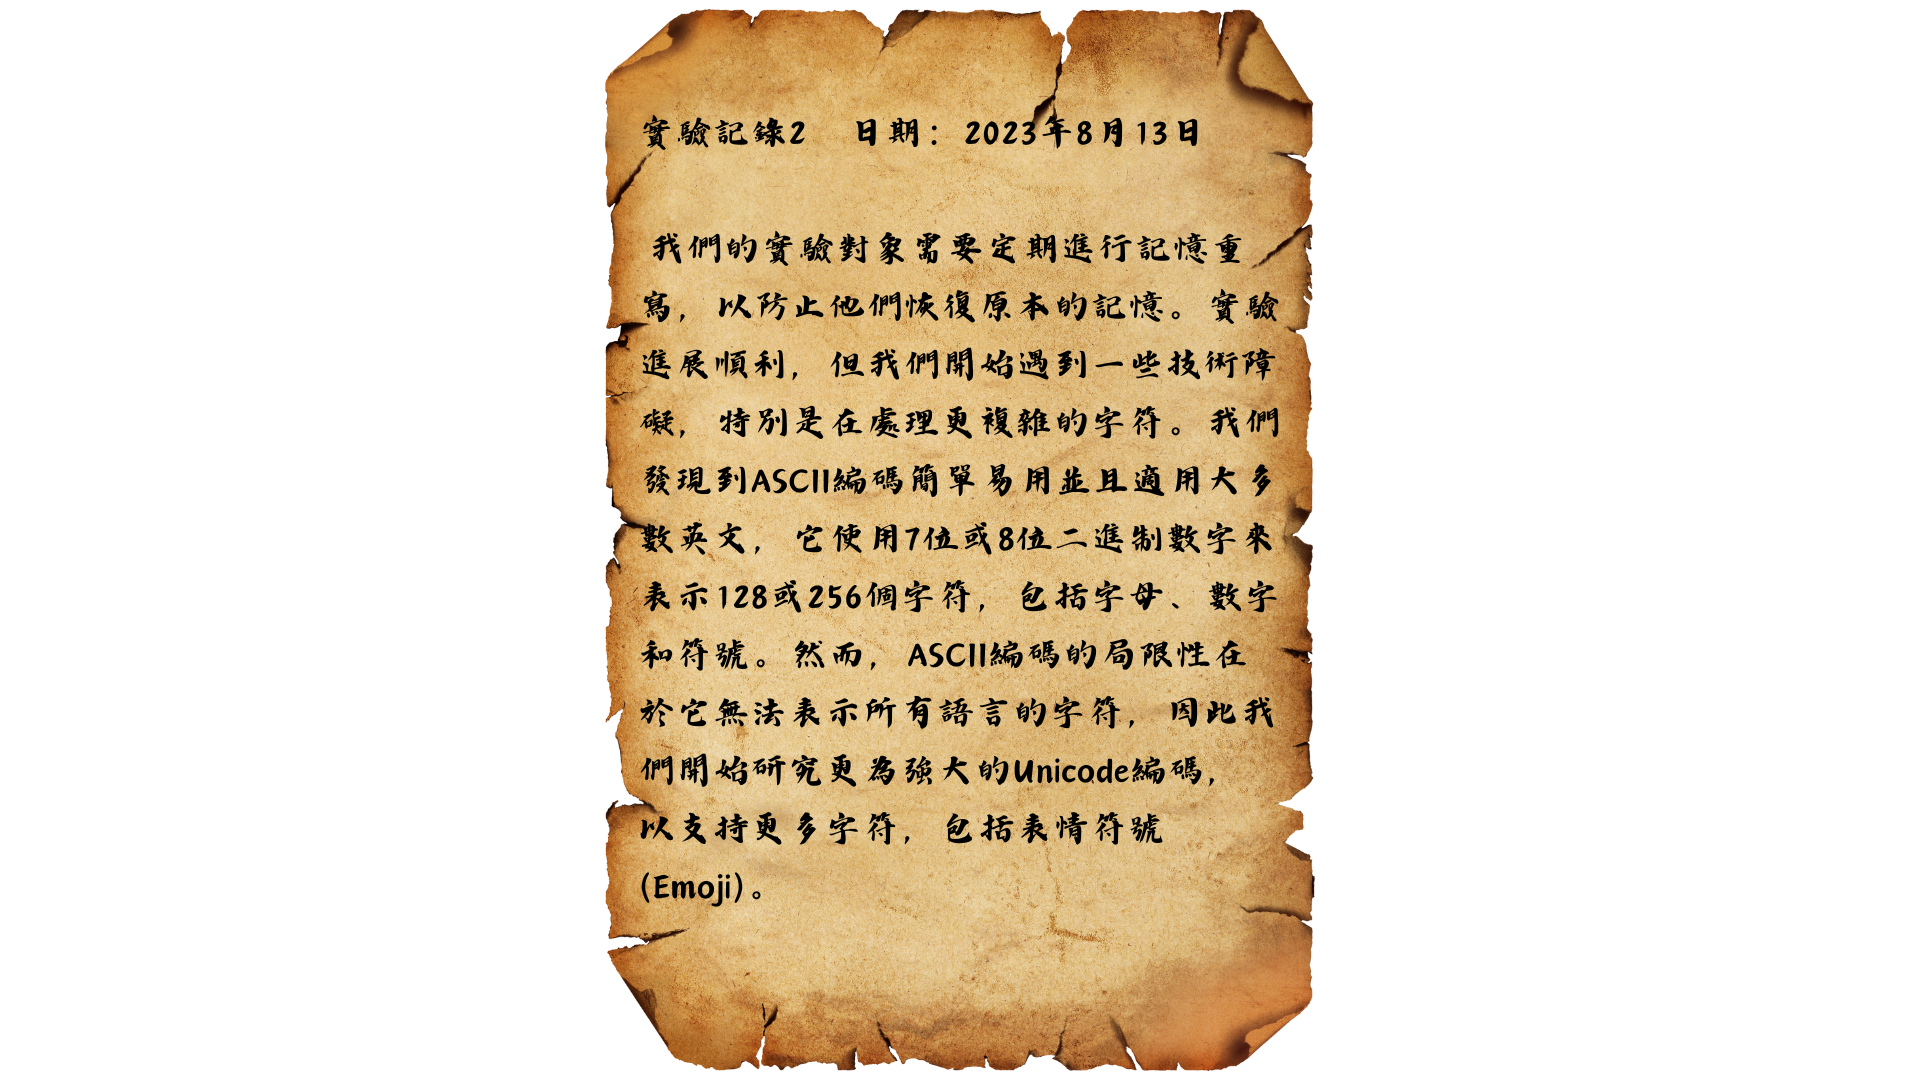 實驗記錄2 日期：2023年8月13日
我們的實驗對象需要定期進行記憶重
寫，以防止他們恢復原本的記憶。實驗
進展順利，但我們開始遇到一些技術障
礙，特別是在處理更複雜的字符。我們
發現到ASCII編碼簡單易用並且適用大多
數英文，它使用7位或8位二進制數字來
表示128或256個字符，包括字母、數字
和符號。然而，ASCII編碼的局限性在
於它無法表示所有語言的字符，因此我
們開始研究更為強大的Unicode編碼，
以支持更多字符，包括表情符號
(Emoji)。